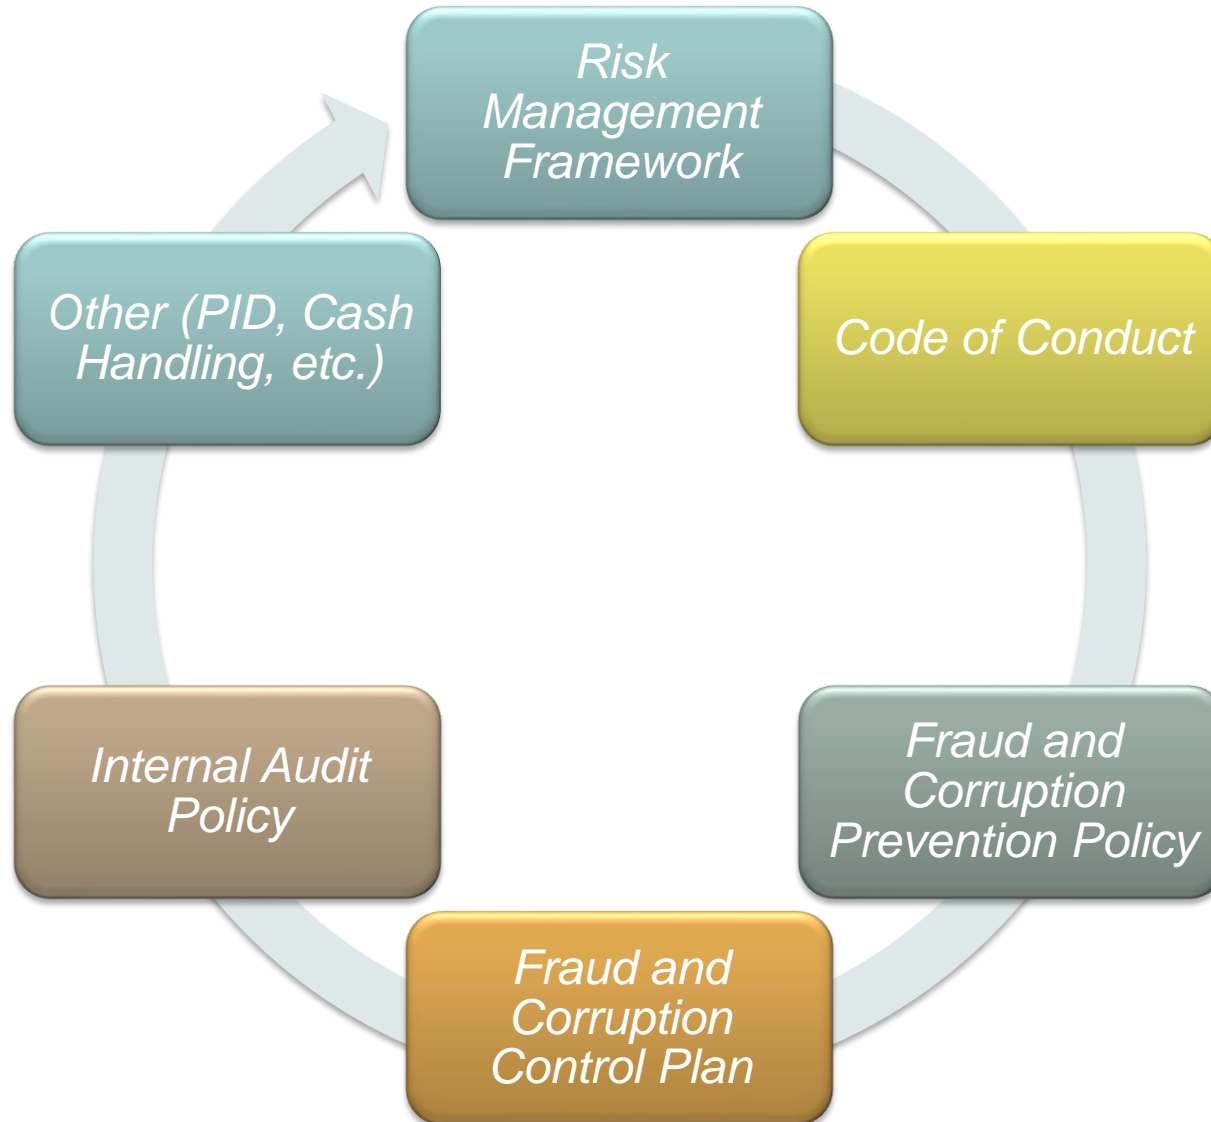 Risk
Management
Framework
Code of Conduct
Fraud and
Corruption
Prevention Policy
Fraud and
Corruption
Control Plan
Internal Audit
Policy
Other (PID, Cash
Handling, etc.)